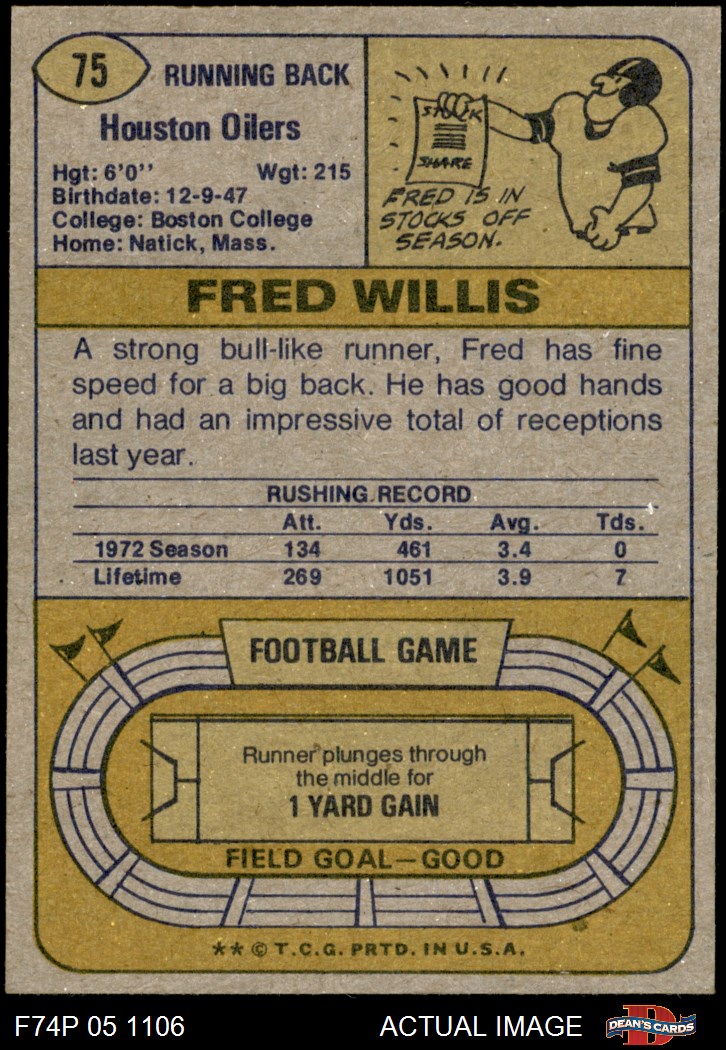 75
RUNNING BACK
Houston Oilers
Hgt: 6'0'' Wgt: 215
Birthdate: 12-9-47
College: Boston College
Home: Natick, Mass.
STOCK
SHARE
FRED IS IN
STOCKS OFF
SEASON.
FRED WILLIS
A strong bull-like runner, Fred has fine
speed for a big back. He has good hands
and had an impressive total of receptions
last year.
RUSHING RECORD
Att. Yds. Avg. Tds.
1972 Season 134 461 3.4 0
Lifetime 269 1051 3.9 7
FOOTBALL GAME
Runner plunges through
the middle for
1 YARD GAIN
FIELD GOAL—GOOD
** © T.C.G. PRTD. IN U.S.A.
F74P 05 1106 ACTUAL IMAGE
D
DEAN'S CARDS